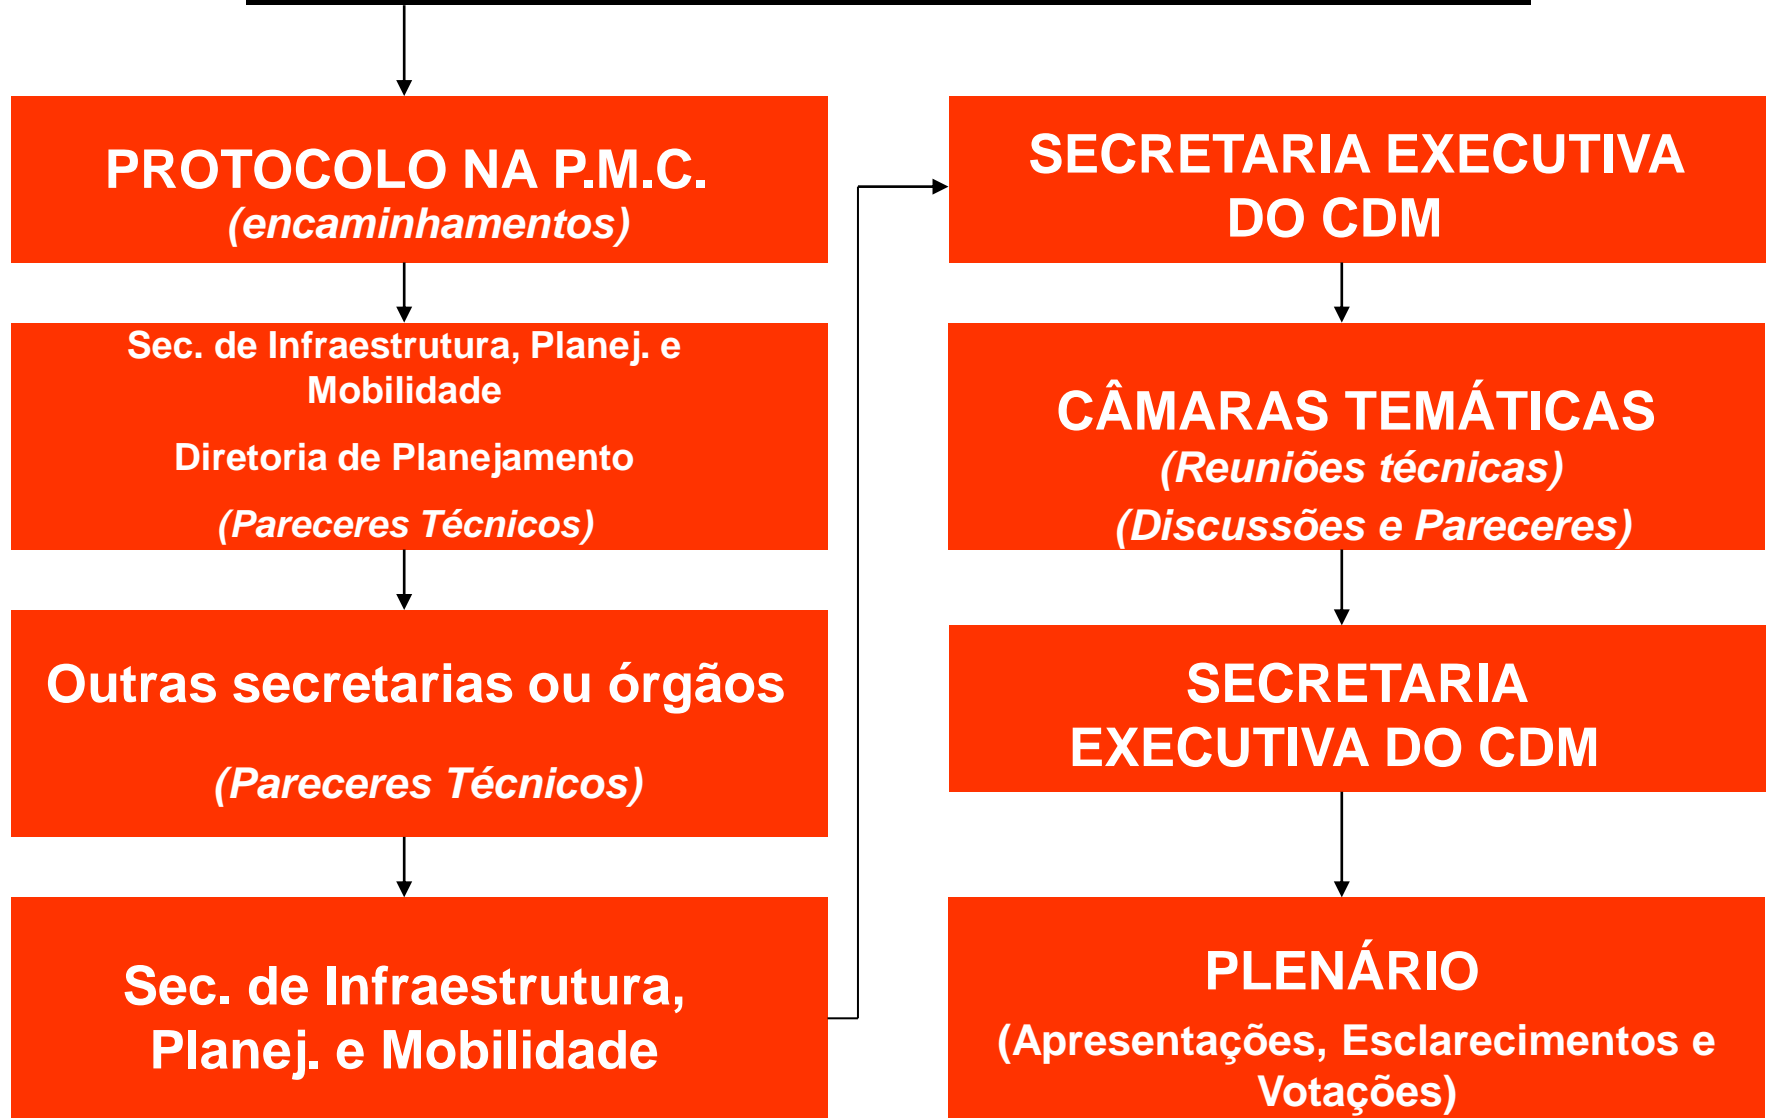 PROTOCOLO NA P.M.C.
(encaminhamentos)
Sec. de Infraestrutura, Planej. e
Mobilidade
Diretoria de Planejamento
(Pareceres Técnicos)
Outras secretarias ou órgãos
(Pareceres Técnicos)
Sec. de Infraestrutura,
Planej. e Mobilidade
SECRETARIA EXECUTIVA
DO CDM
CÂMARAS TEMÁTICAS
(Reuniões técnicas)
(Discussões e Pareceres)
SECRETARIA
EXECUTIVA DO CDM
PLENÁRIO
(Apresentações, Esclarecimentos e
Votações)